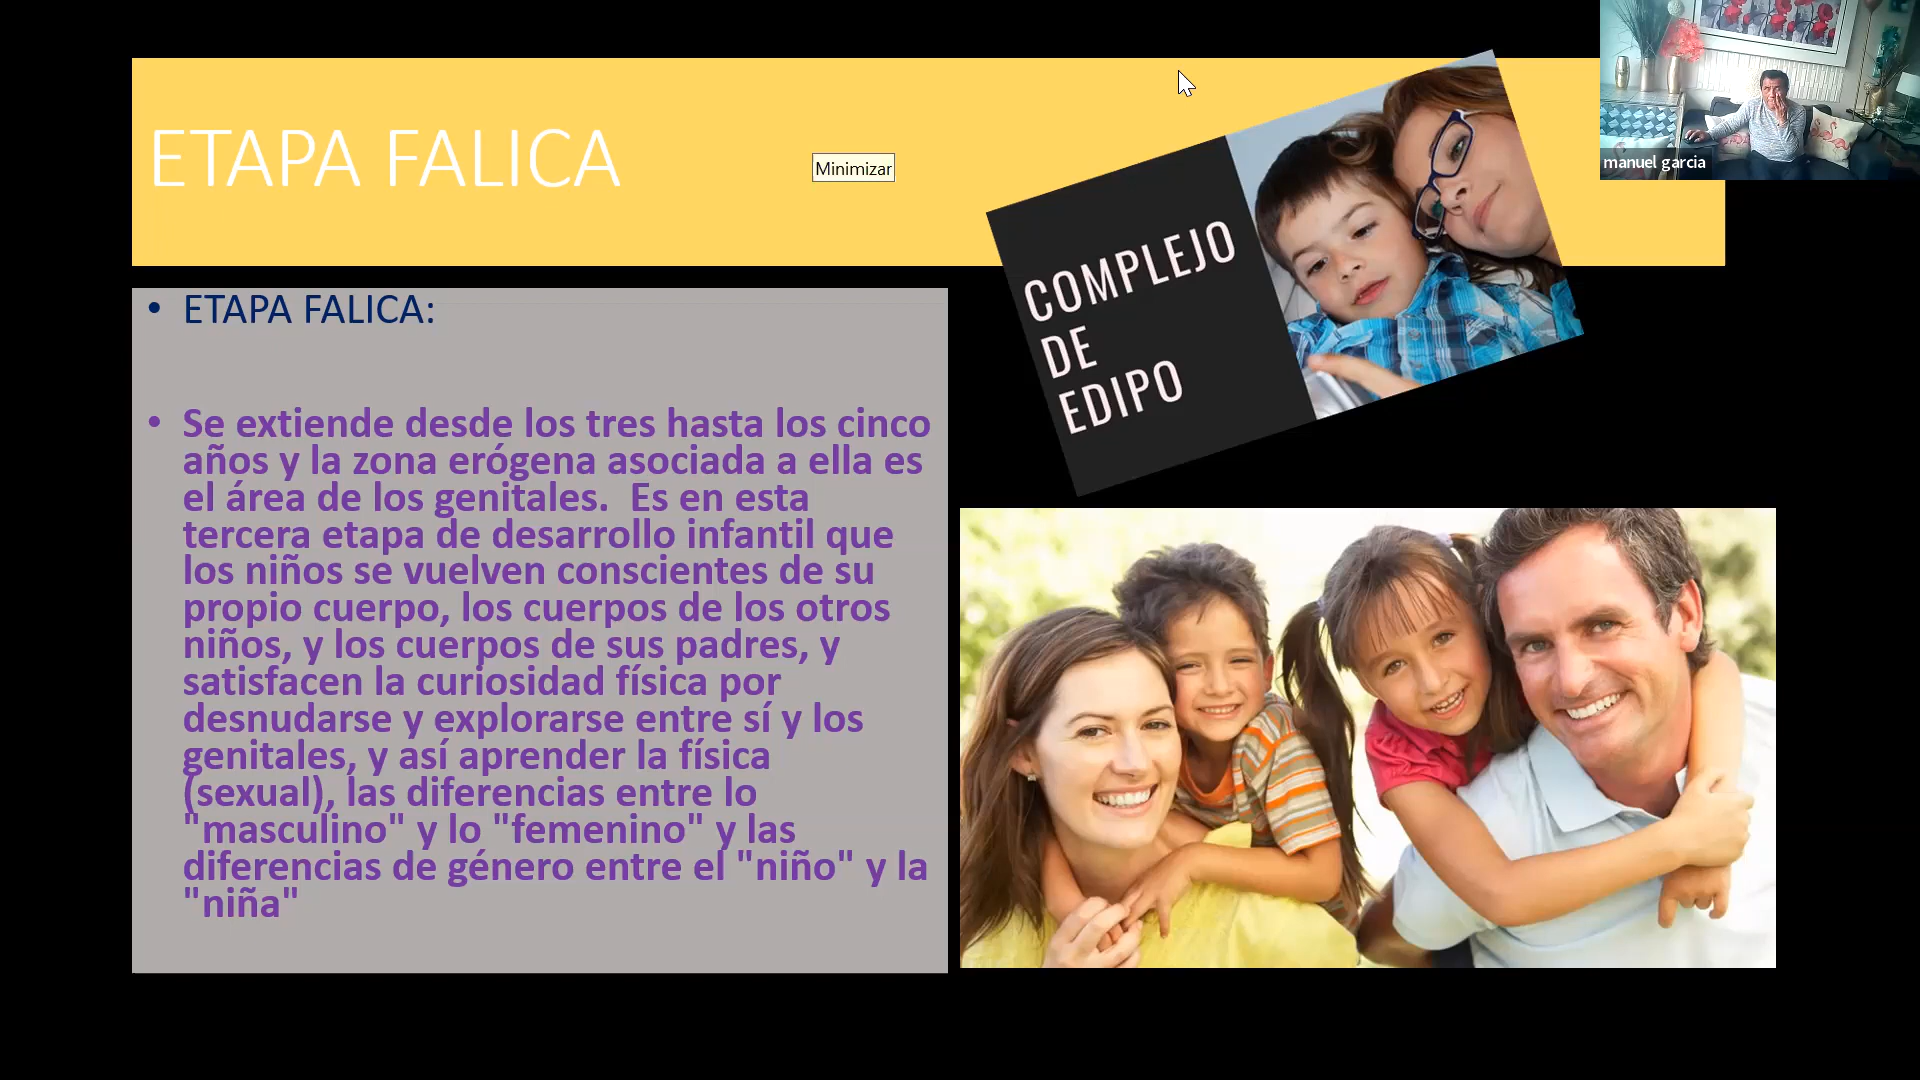 ETAPA FALICA
Minimizar
manuel garcia
COMPLEJO
DE
EDIPO
• ETAPA FALICA:
• Se extiende desde los tres hasta los cinco
años y la zona erógena asociada a ella es
el área de los genitales.  Es en esta
tercera etapa de desarrollo infantil que
los niños se vuelven conscientes de su
propio cuerpo, los cuerpos de los otros
niños, y los cuerpos de sus padres, y
satisfacen la curiosidad física por
desnudarse y explorarse entre sí y los
genitales, y así aprender la física
(sexual), las diferencias entre lo
"masculino" y lo "femenino" y las
diferencias de género entre el "niño" y la
"niña"